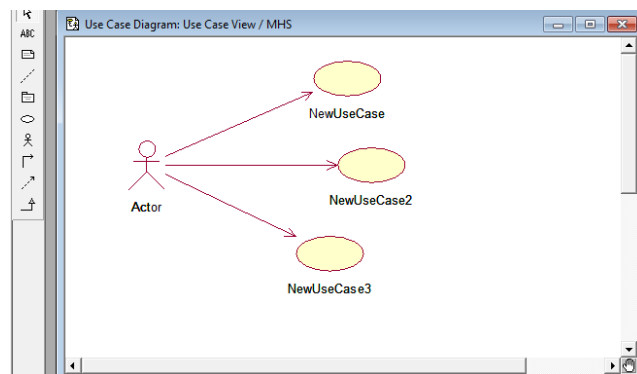 ABC
Use Case Diagram: Use Case View / MHS
NewUseCase
Actor
NewUseCase2
NewUseCase3